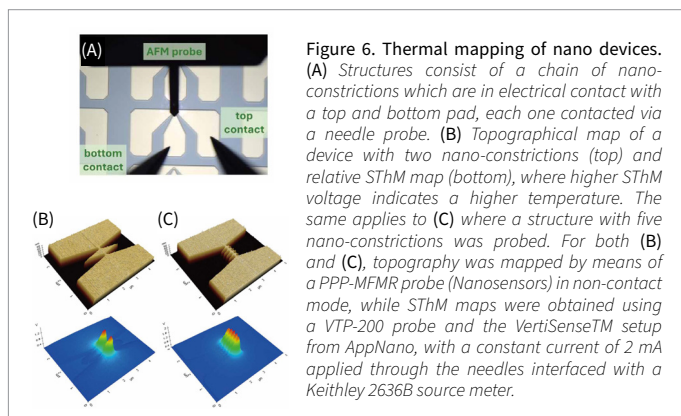 (A)
AFM probe
top
contact
bottom
contact
(B)
(C)
Figure 6. Thermal mapping of nano devices.
(A) Structures consist of a chain of nano-
constrictions which are in electrical contact with
a top and bottom pad, each one contacted via
a needle probe. (B) Topographical map of a
device with two nano-constrictions (top) and
relative SThM map (bottom), where higher SThM
voltage indicates a higher temperature. The
same applies to (C) where a structure with five
nano-constrictions was probed. For both (B)
and (C), topography was mapped by means of
a PPP-MFMR probe (Nanosensors) in non-contact
mode, while SThM maps were obtained using
a VTP-200 probe and the VertiSenseTM setup
from AppNano, with a constant current of 2 mA
applied through the needles interfaced with a
Keithley 2636B source meter.